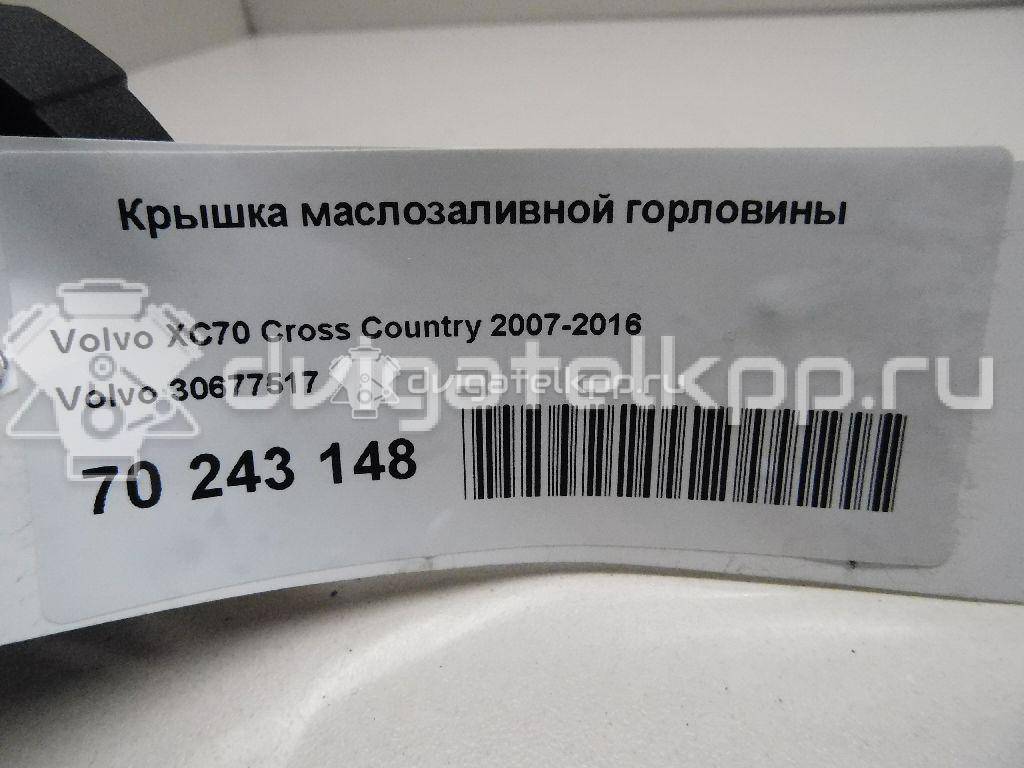 Крышка маслозаливной горловины
Volvo XC70 Cross Country 2007-2016
Volvo 30677517
70 243 148
dvigatelkpp.ru
dvigatelkpp.ru